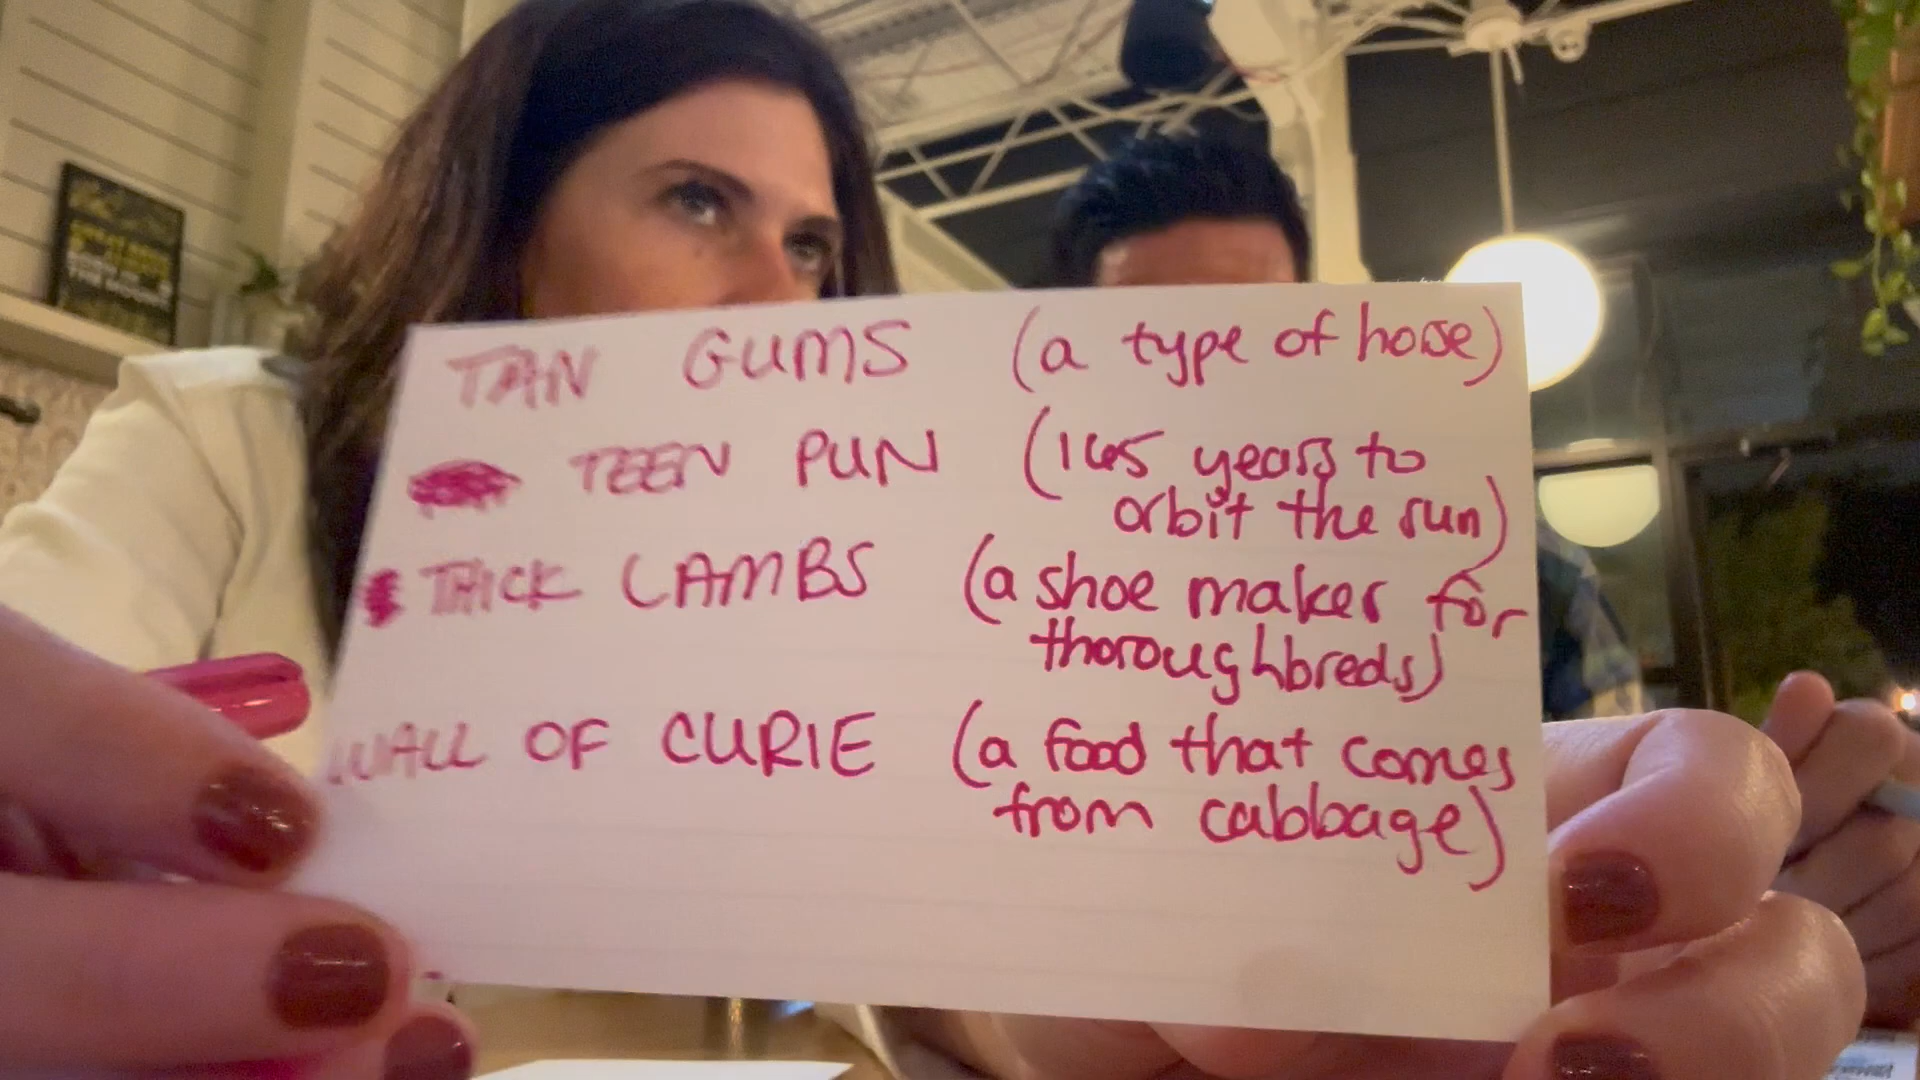 TAN GUMS (a type of horse)
TEEN PUN (165 years to
orbit the sun)
THICK LAMBS (a shoe maker for
thoroughbreds)
WALL OF CURIE (a food that comes
from cabbage)